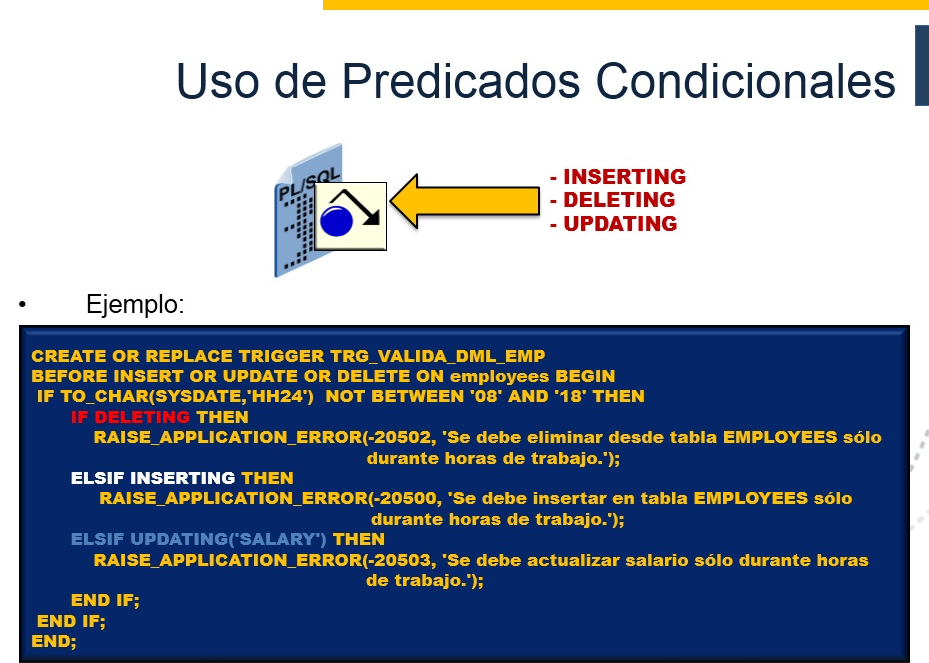 Uso de Predicados Condicionales
PL/SQL
- INSERTING
- DELETING
- UPDATING
• Ejemplo:
CREATE OR REPLACE TRIGGER TRG_VALIDA_DML_EMP
BEFORE INSERT OR UPDATE OR DELETE ON employees BEGIN
IF TO_CHAR(SYSDATE,'HH24') NOT BETWEEN '08' AND '18' THEN
IF DELETING THEN
RAISE_APPLICATION_ERROR(-20502, 'Se debe eliminar desde tabla EMPLOYEES sólo
durante horas de trabajo.');
ELSIF INSERTING THEN
RAISE_APPLICATION_ERROR(-20500, 'Se debe insertar en tabla EMPLOYEES sólo
durante horas de trabajo.');
ELSIF UPDATING('SALARY') THEN
RAISE_APPLICATION_ERROR(-20503, 'Se debe actualizar salario sólo durante horas
de trabajo.');
END IF;
END IF;
END;